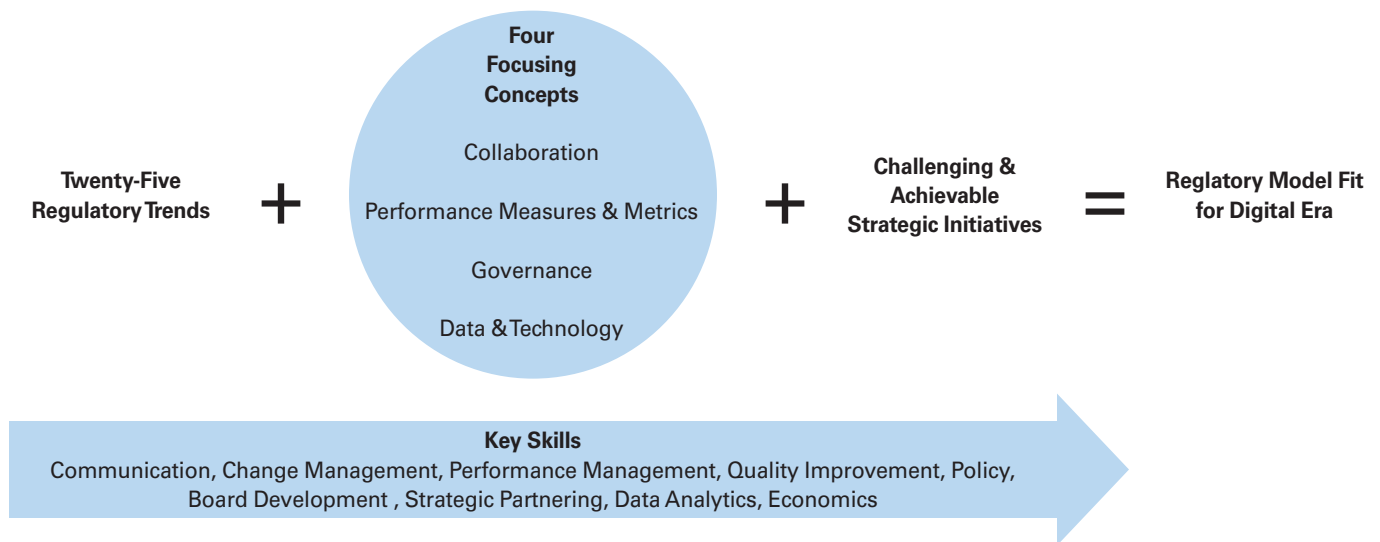 Twenty-Five
Regulatory Trends
+
Four
Focusing
Concepts
Collaboration
Performance Measures & Metrics
Governance
Data & Technology
+
Challenging &
Achievable
Strategic Initiatives
=
Reglatory Model Fit
for Digital Era
Key Skills
Communication, Change Management, Performance Management, Quality Improvement, Policy,
Board Development , Strategic Partnering, Data Analytics, Economics